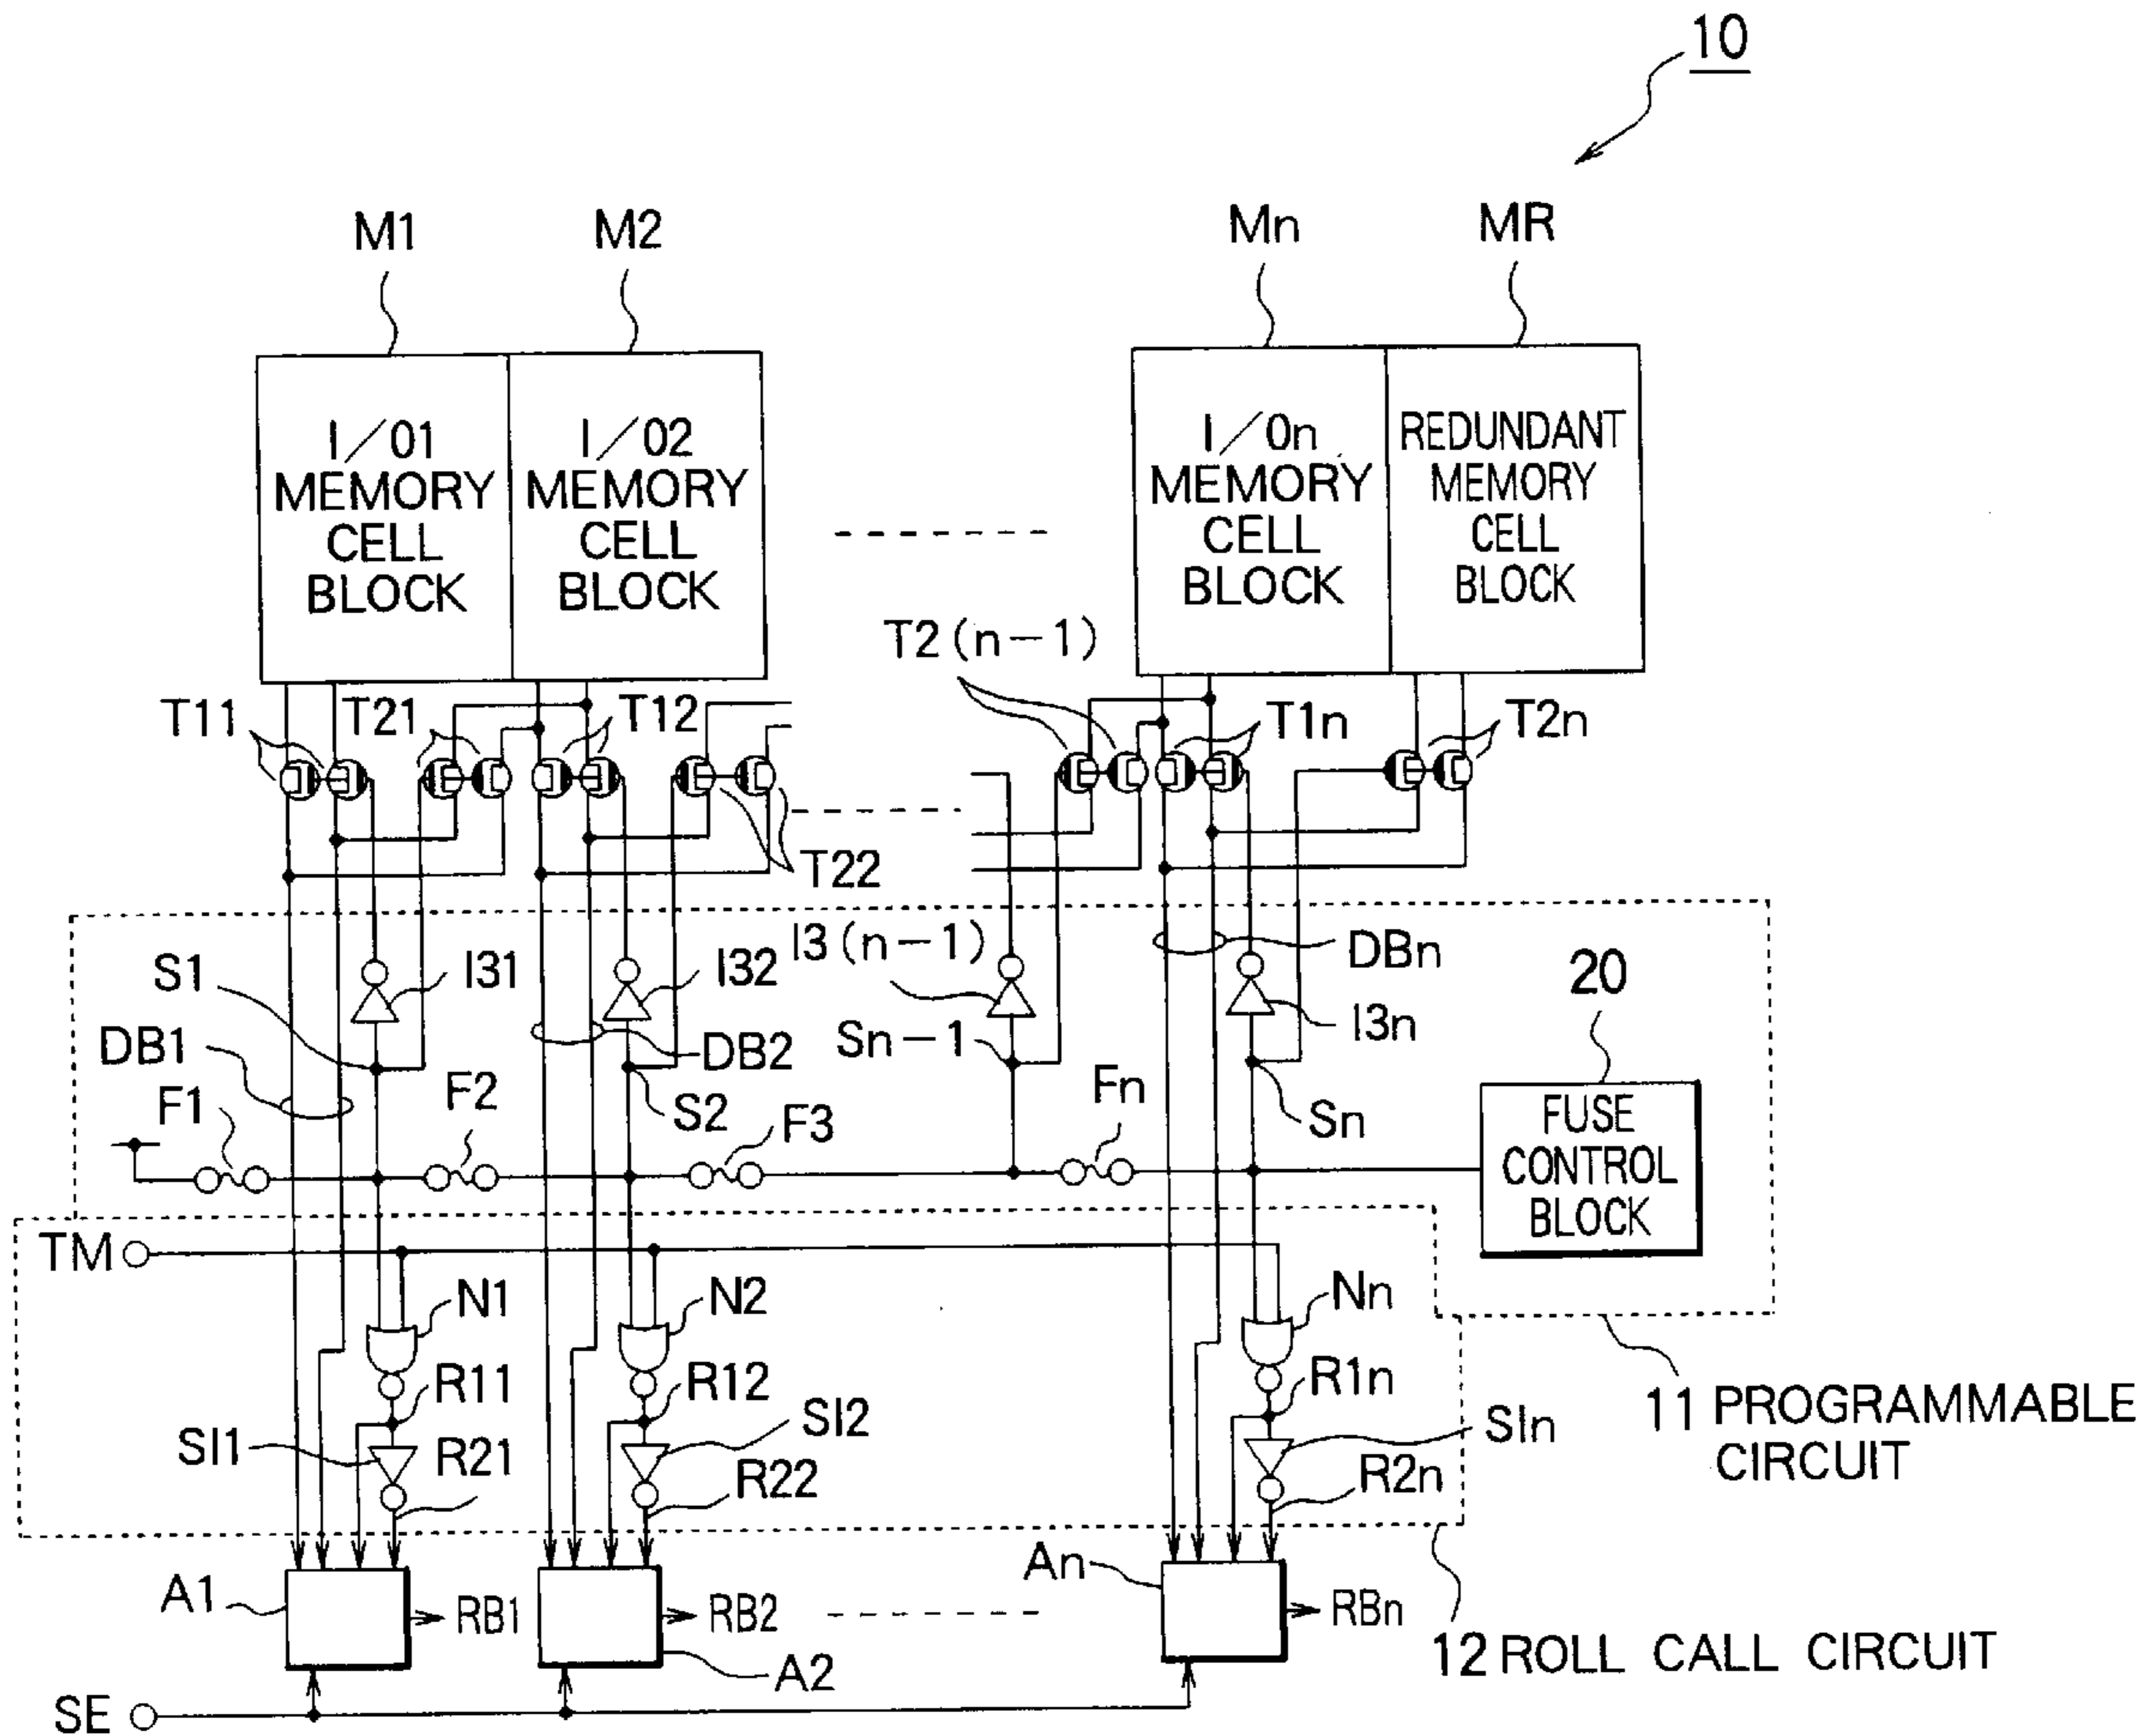 10
M1
M2
Mn
MR
I/O1
MEMORY
CELL
BLOCK
I/O2
MEMORY
CELL
BLOCK
I/On
MEMORY
CELL
BLOCK
REDUNDANT
MEMORY
CELL
BLOCK
T2(n-1)
T11
T21
T12
T1n
T2n
T22
S1
I31
I32
I3(n-1)
DBn
20
DB1
DB2
Sn-1
I3n
F1
F2
S2
F3
Fn
Sn
FUSE
CONTROL
BLOCK
TM
N1
N2
Nn
R11
R12
R1n
SI1
R21
SI2
R22
SIn
R2n
11 PROGRAMMABLE
CIRCUIT
A1
RB1
RB2
An
RBn
A2
12 ROLL CALL CIRCUIT
SE